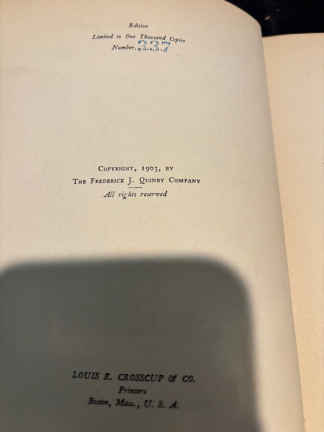 Edition
Limited to One Thousand Copies
Number 537
Copyright, 1903, by
The Frederick J. Quinby Company
All rights reserved
LOUIS E. CROSSCUP & CO.
Printers
Boston, Mass., U. S. A.